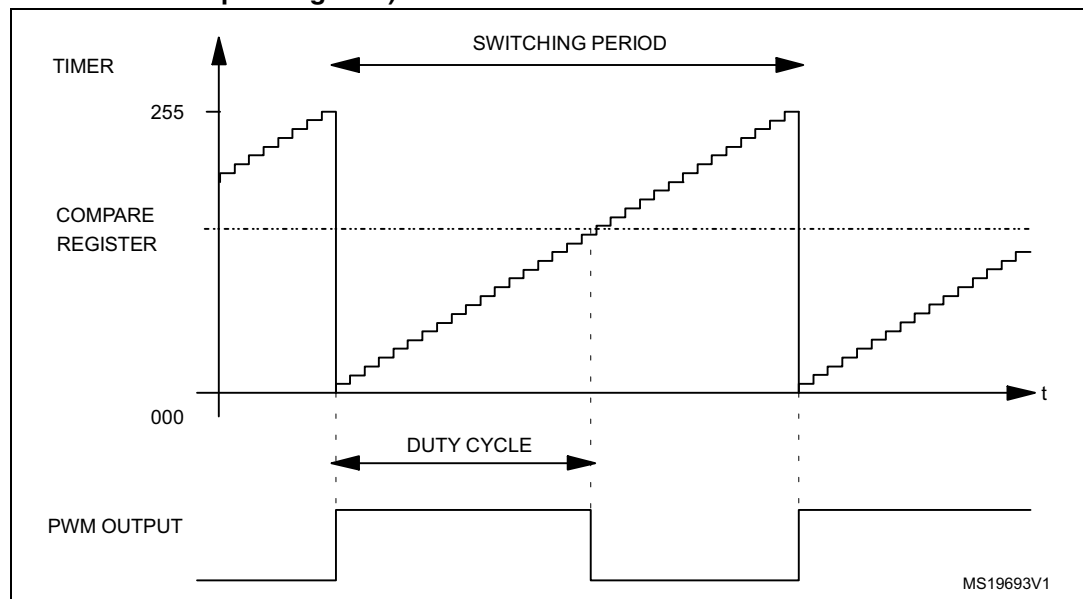 SWITCHING PERIOD
TIMER
255
COMPARE
REGISTER
t
000
DUTY CYCLE
PWM OUTPUT
MS19693V1